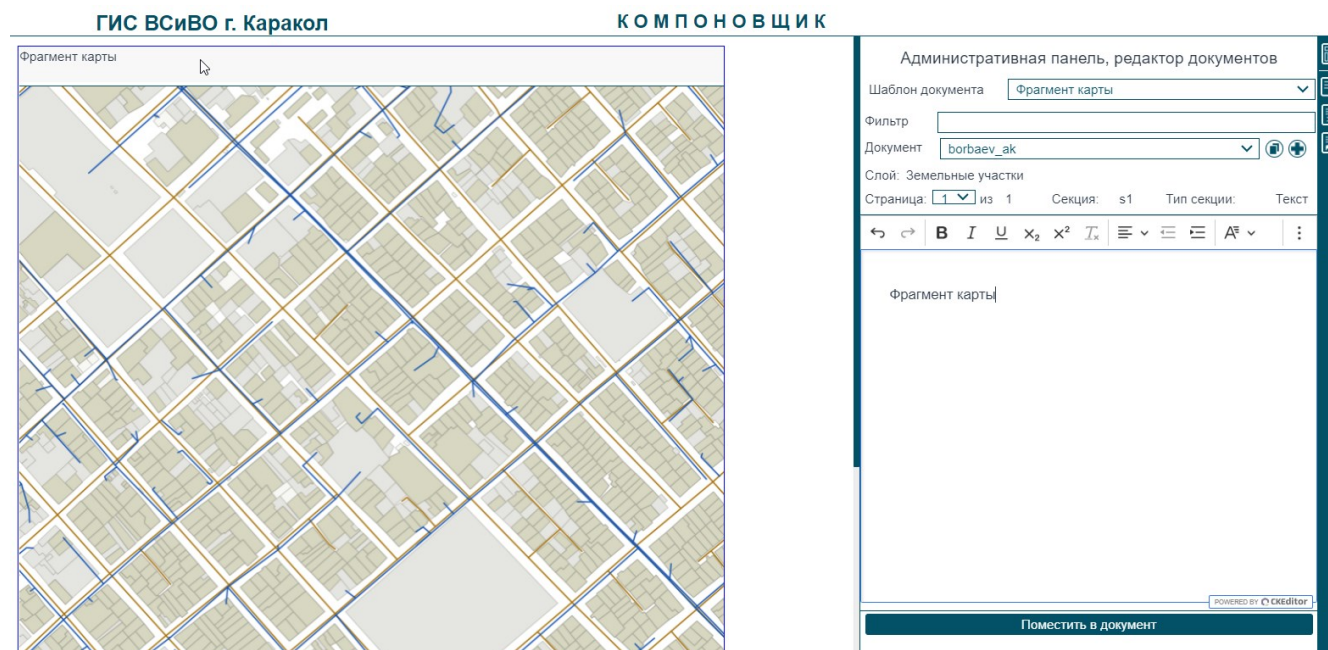 ГИС ВСиВО г. Каракол
КОМПОНОВЩИК
Фрагмент карты
Административная панель, редактор документов
Шаблон документа Фрагмент карты
Фильтр
Документ borbaev_ak
Слой: Земельные участки
Страница: 1 из 1 Секция: s1 Тип секции: Текст
Фрагмент карты
POWERED BY CKEditor
Поместить в документ